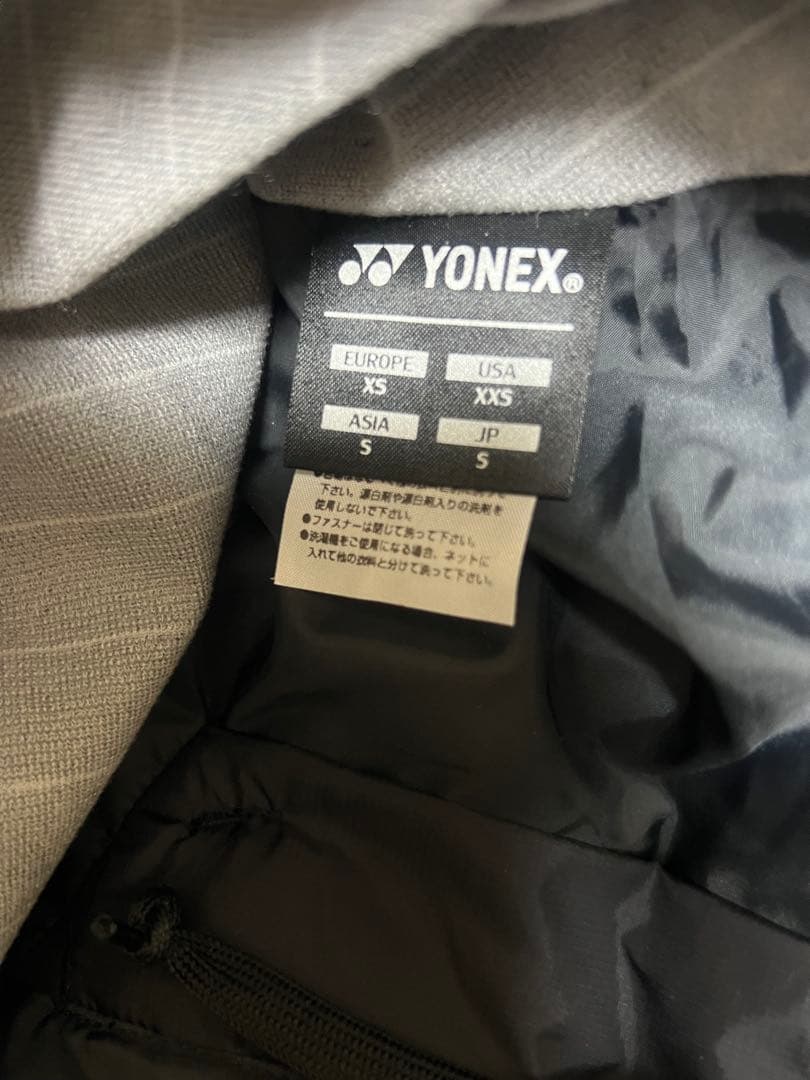 YONEX®
EUROPE USA
XS XXS
ASIA JP
S S
下さい。漂白剤や漂白剤入りの洗剤を
使用しないで下さい。
●ファスナーは閉じて洗って下さい。
●洗濯機をご使用になる場合、ネットに
入れて他の衣料と分けて洗って下さい。